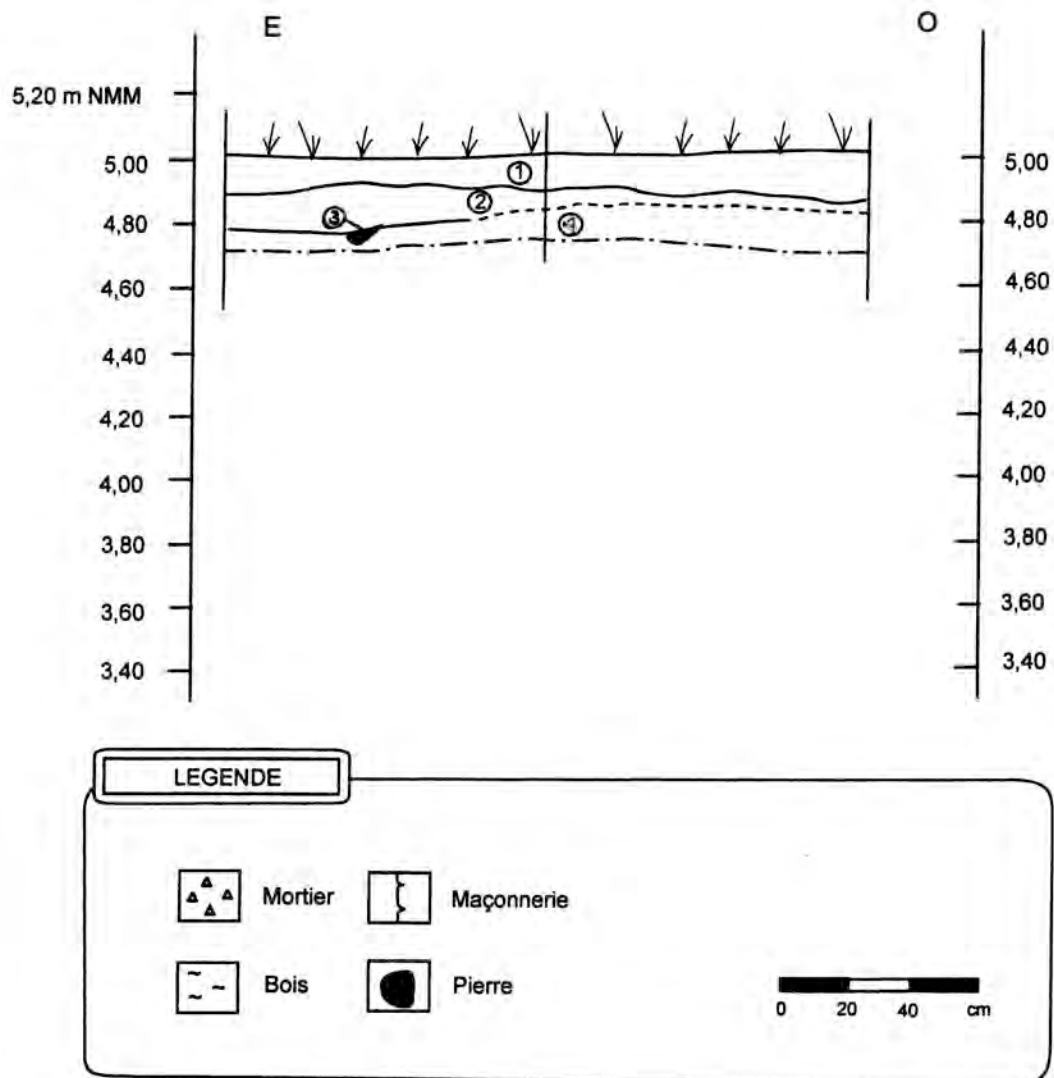 E O
5,20 m NMM
5,00 5,00
①
②
4,80 ③ ④ 4,80
4,60 4,60
4,40 4,40
4,20 4,20
4,00 4,00
3,80 3,80
3,60 3,60
3,40 3,40
LEGENDE
Mortier Maçonnerie
Bois Pierre
0 20 40 cm